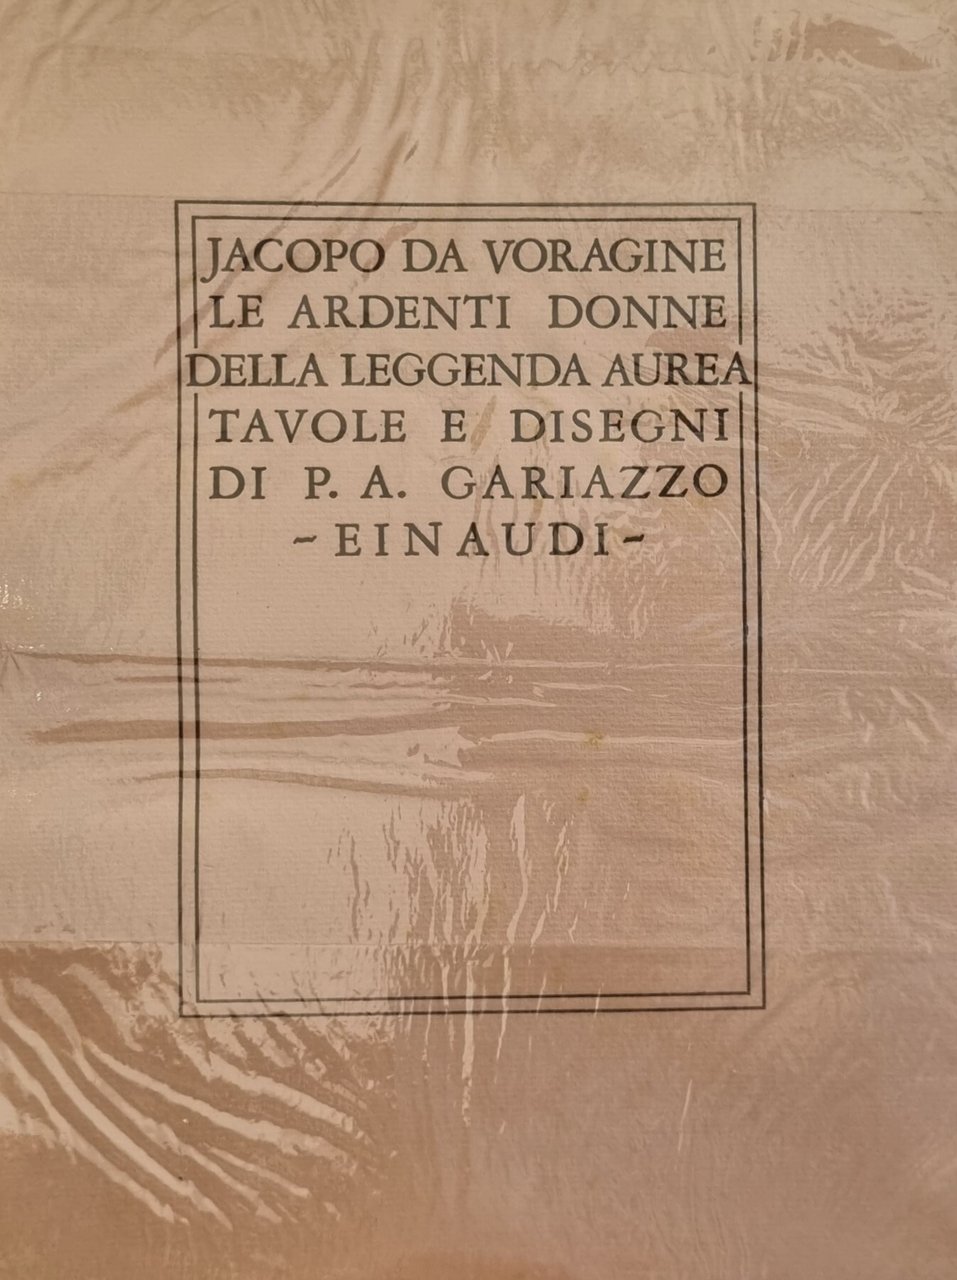 JACOPO DA VORAGINE
LE ARDENTI DONNE
DELLA LEGGENDA AUREA
TAVOLE E DISEGNI
DI P. A. GARIAZZO
- EINAUDI -